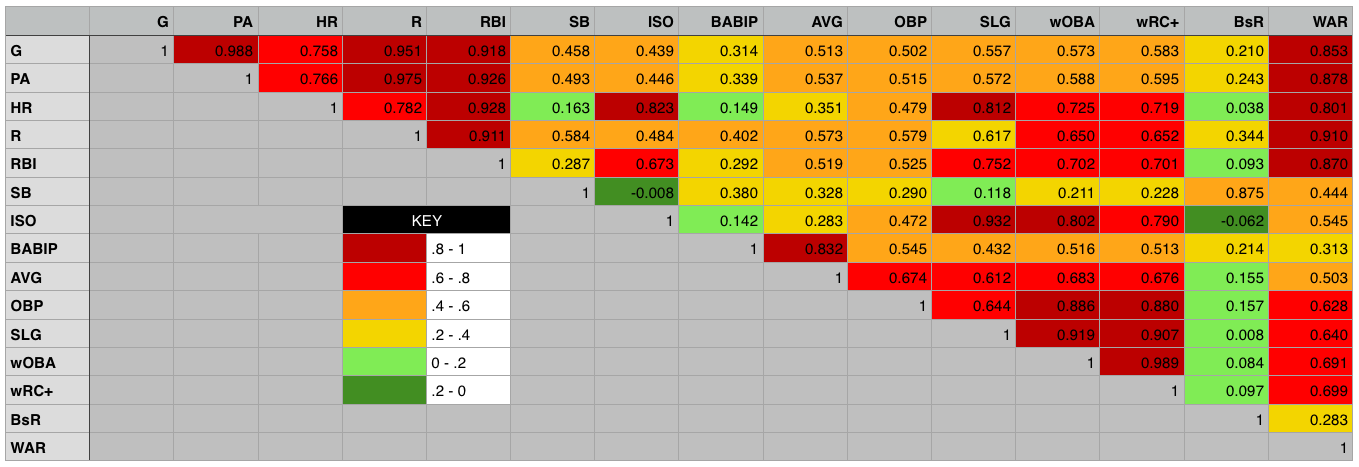 G PA HR R RBI SB ISO BABIP AVG OBP SLG wOBA wRC+ BsR WAR
G 1 0.988 0.758 0.951 0.918 0.458 0.439 0.314 0.513 0.502 0.557 0.573 0.583 0.210 0.853
PA 1 0.766 0.975 0.926 0.493 0.446 0.339 0.537 0.515 0.572 0.588 0.595 0.243 0.878
HR 1 0.782 0.928 0.163 0.823 0.149 0.351 0.479 0.812 0.725 0.719 0.038 0.801
R 1 0.911 0.584 0.484 0.402 0.573 0.579 0.617 0.650 0.652 0.344 0.910
RBI 1 0.287 0.673 0.292 0.519 0.525 0.752 0.702 0.701 0.093 0.870
SB 1 -0.008 0.380 0.328 0.290 0.118 0.211 0.228 0.875 0.444
ISO KEY 1 0.142 0.283 0.472 0.932 0.802 0.790 -0.062 0.545
BABIP .8 - 1 1 0.832 0.545 0.432 0.516 0.513 0.214 0.313
AVG .6 - .8 1 0.674 0.612 0.683 0.676 0.155 0.503
OBP .4 - .6 1 0.644 0.886 0.880 0.157 0.628
SLG .2 - .4 1 0.919 0.907 0.008 0.640
wOBA 0 - .2 1 0.989 0.084 0.691
wRC+ .2 - 0 1 0.097 0.699
BsR 1 0.283
WAR 1